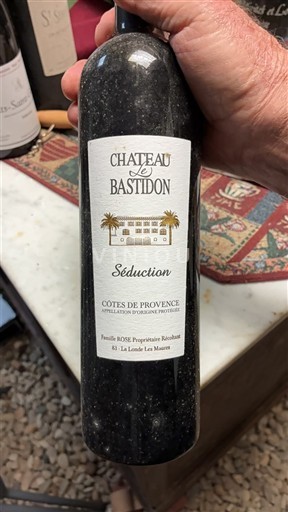 CHATEAU
Le
BASTIDON
VINIOU
Séduction
CÔTES DE PROVENCE
APPELLATION D'ORIGINE PROTÉGÉE
Famille ROSE Propriétaire Récoltant
83 - La Londe Les Maures